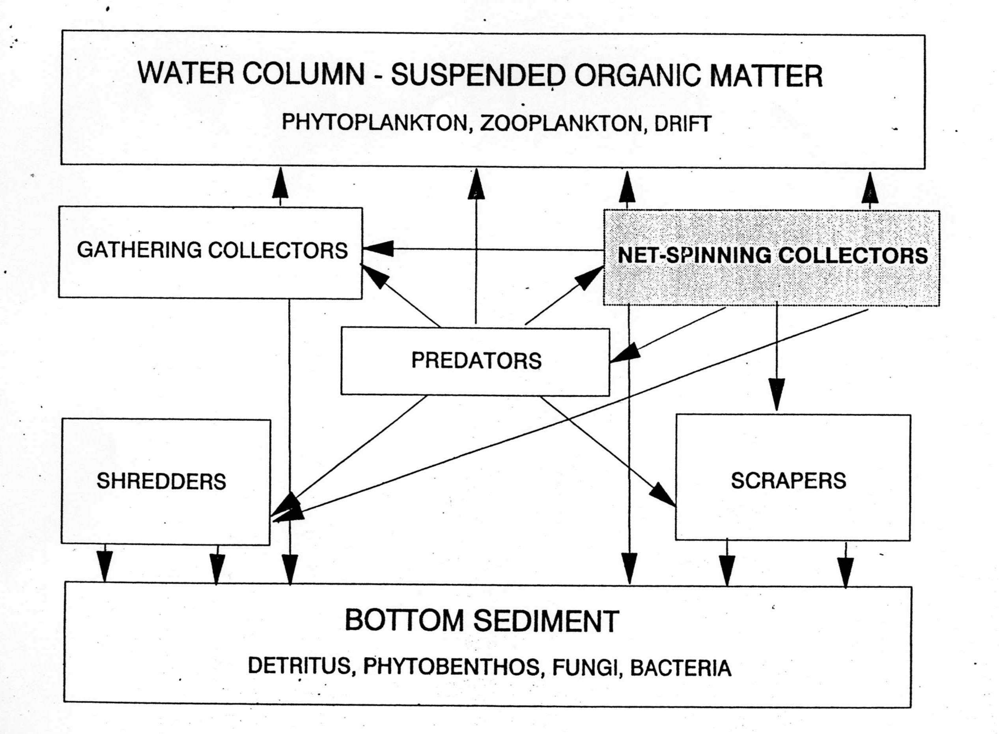 WATER COLUMN - SUSPENDED ORGANIC MATTER
PHYTOPLANKTON, ZOOPLANKTON, DRIFT
GATHERING COLLECTORS
NET-SPINNING COLLECTORS
PREDATORS
SHREDDERS
SCRAPERS
BOTTOM SEDIMENT
DETRITUS, PHYTOBENTHOS, FUNGI, BACTERIA